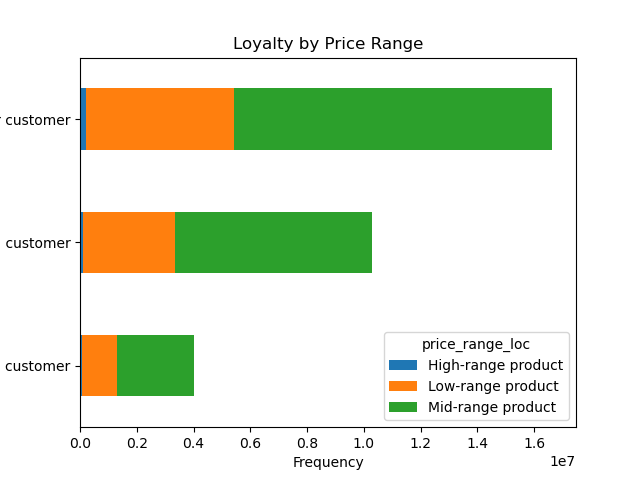 Loyalty by Price Range
customer
customer
customer
price_range_loc
High-range product
Low-range product
Mid-range product
0.0 0.2 0.4 0.6 0.8 1.0 1.2 1.4 1.6
1e7
Frequency